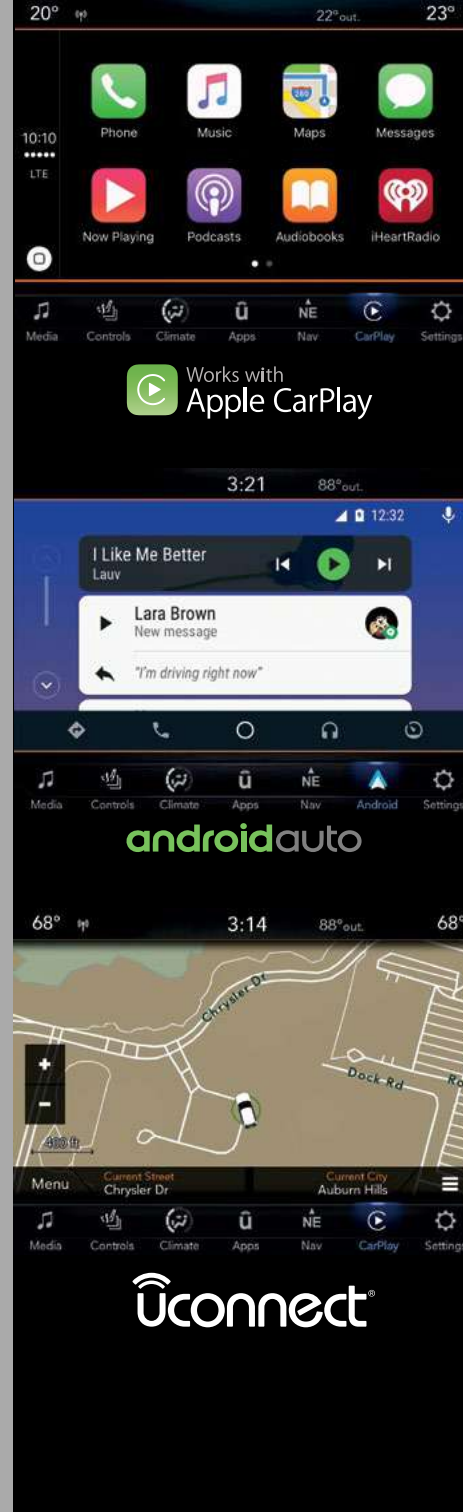 20° 22°out. 23°
Phone Music Maps Messages
10:10
LTE
Now Playing Podcasts Audiobooks iHeartRadio
NE
Media Controls Climate Apps Nav CarPlay Settings
Works with
Apple CarPlay
3:21 88°out.
12:32
I Like Me Better
Lauv
Lara Brown
New message
"I'm driving right now"
NE
Media Controls Climate Apps Nav Android Settings
androidauto
68° 3:14 88°out. 68°
Chrysler Dr
Dock Rd
Ro
400 ft
Menu Current Street Current City
Chrysler Dr Auburn Hills
NE
Media Controls Climate Apps Nav CarPlay Settings
ûconnect®